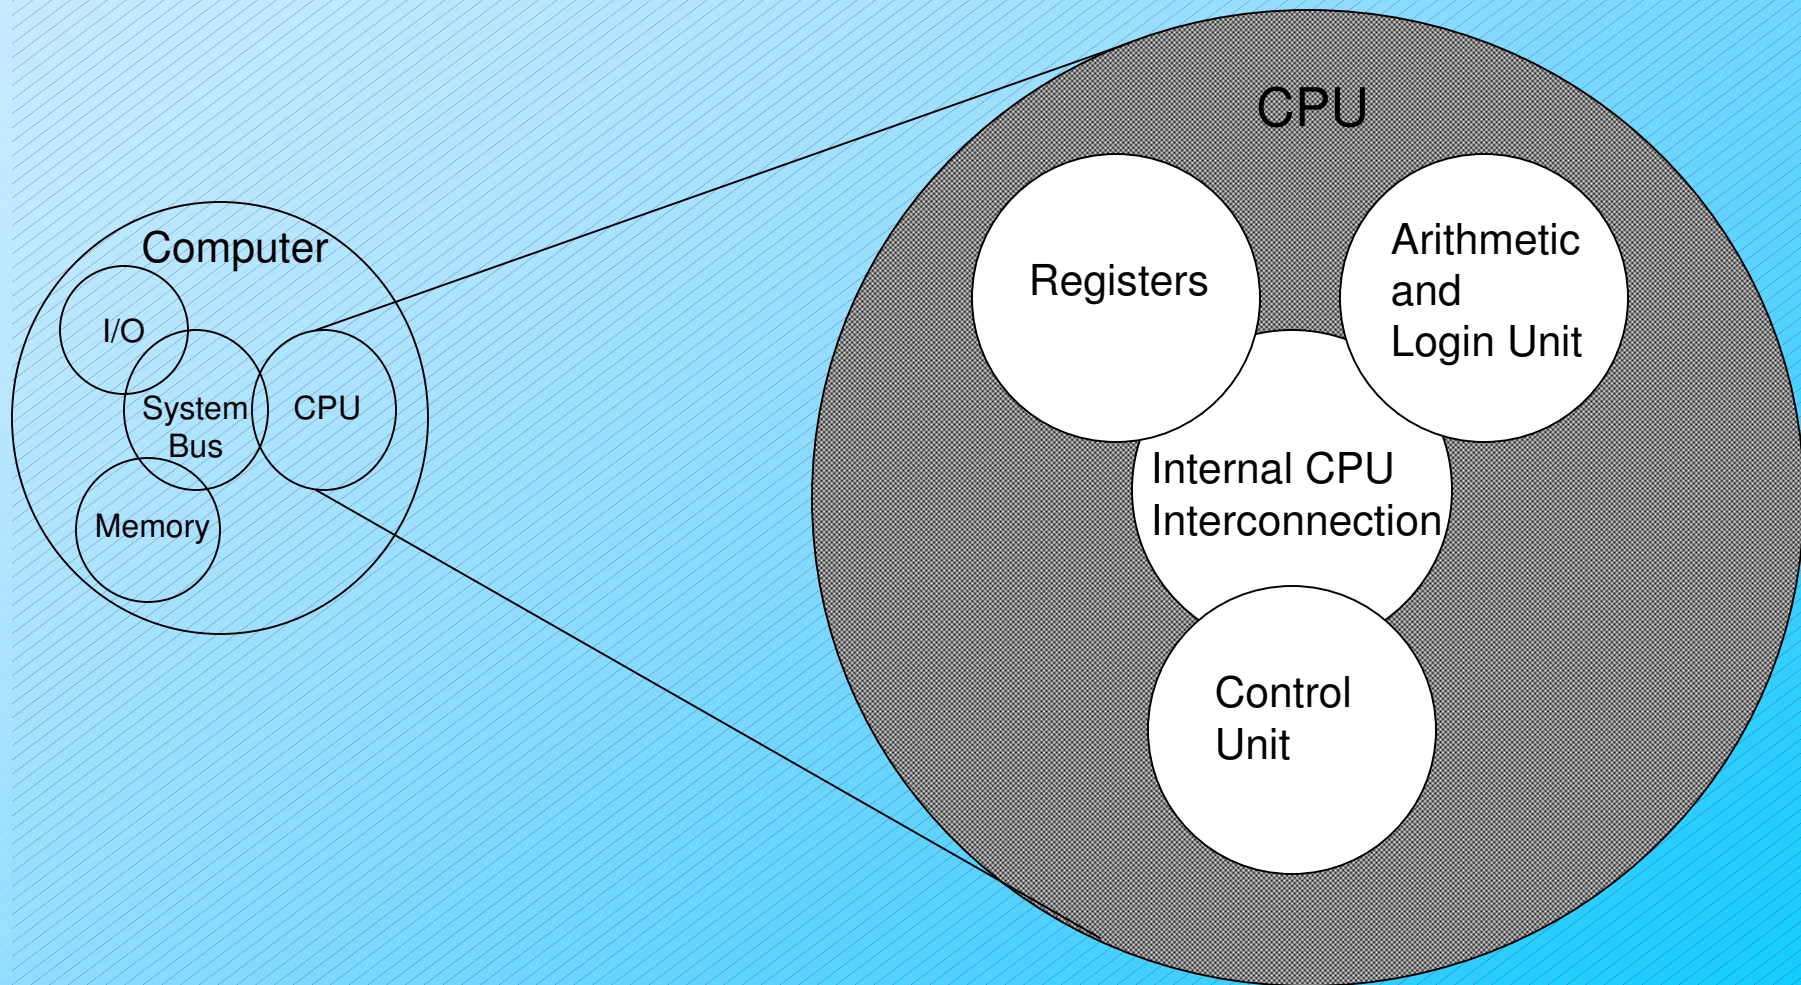 Computer
I/O
System
Bus
CPU
Memory
CPU
Registers
Arithmetic
and
Login Unit
Internal CPU
Interconnection
Control
Unit